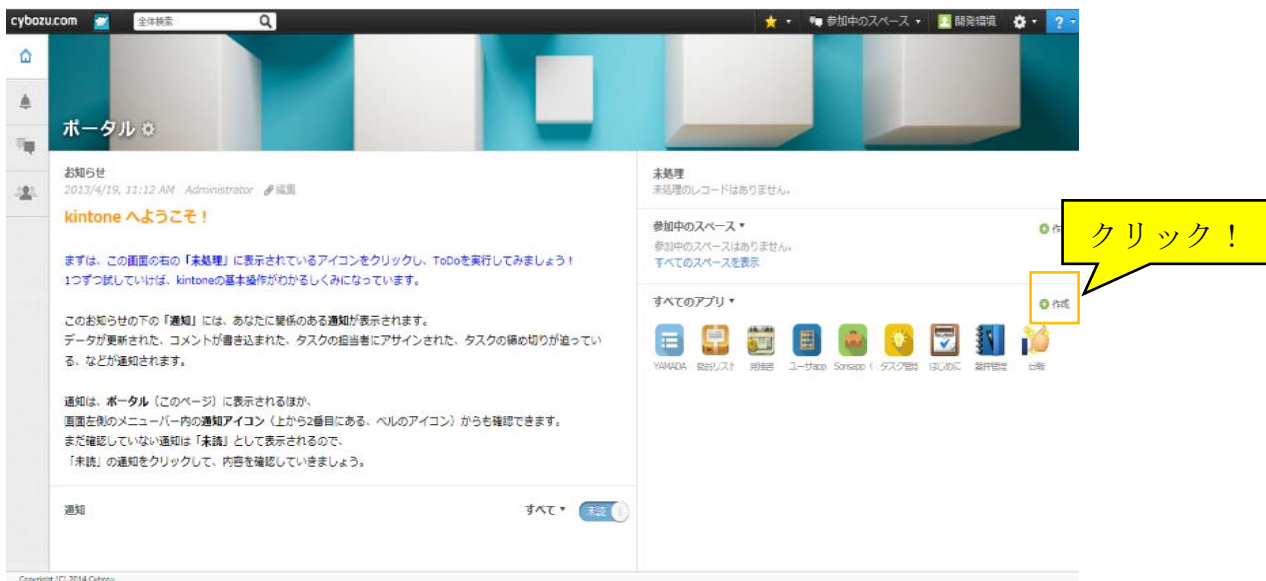 cybozu.com
全体検索
参加中のスペース
開発環境
?
ポータル
お知らせ
2013/4/19, 11:12 AM Administrator 編集
kintone へようこそ！
まずは、この画面の右の「未処理」に表示されているアイコンをクリックし、ToDoを実行してみましょう！
1つずつ試していけば、kintoneの基本操作がわかるしくみになっています。
このお知らせの下の「通知」には、あなたに関係のある通知が表示されます。
データが更新された、コメントが書き込まれた、タスクの担当者にアサインされた、タスクの締め切りが迫ってい
る、などが通知されます。
通知は、ポータル（このページ）に表示されるほか、
画面左側のメニューバー内の通知アイコン（上から2番目にある、ベルのアイコン）からも確認できます。
まだ確認していない通知は「未読」として表示されるので、
「未読」の通知をクリックして、内容を確認していきましょう。
通知
すべて
未読
未処理
未処理のレコードはありません。
参加中のスペース
作
参加中のスペースはありません。
すべてのスペースを表示
クリック！
すべてのアプリ
作成
YAMADA
見積書
ユーザapp
Sonsapp (
タスク管理
はじめに
案件管理
日報
Copyright (C) 2014 Cybozu